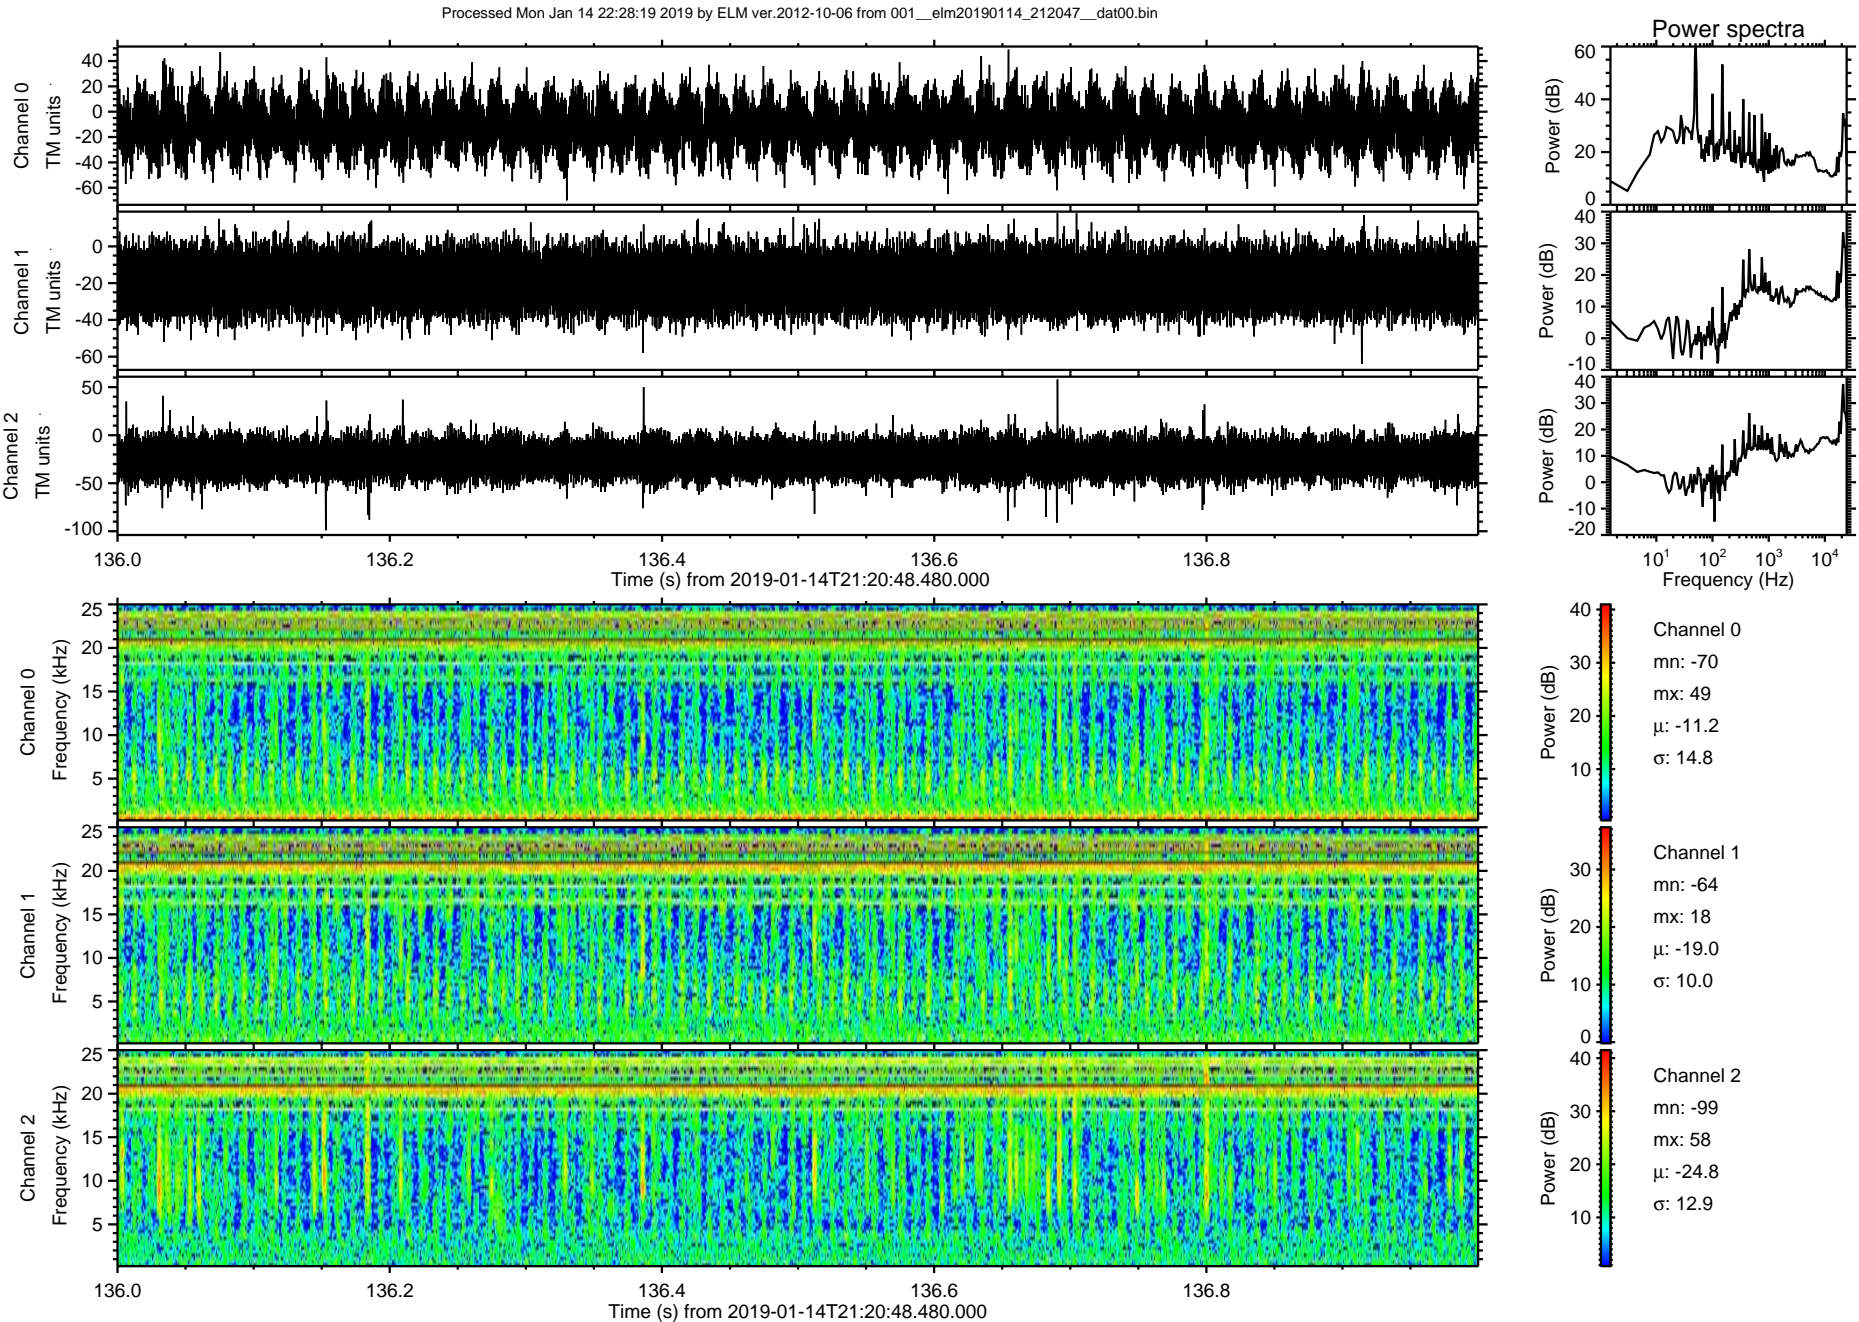 Processed Mon Jan 14 22:28:19 2019 by ELM ver.2012-10-06 from 001__elm20190114_212047__dat00.bin
Power spectra
Channel 0
TM units
40
20
0
-20
-40
-60
Power (dB)
60
40
20
0
Channel 1
TM units
0
-20
-40
-60
Power (dB)
40
30
20
10
0
-10
Channel 2
TM units
50
0
-50
-100
Power (dB)
40
30
20
10
0
-10
-20
136.0 136.2 136.4 136.6 136.8
Time (s) from 2019-01-14T21:20:48.480.000
10^1 10^2 10^3 10^4
Frequency (Hz)
Channel 0
Frequency (kHz)
25
20
15
10
5
Power (dB)
40
30
20
10
Channel 0
mn: -70
mx: 49
μ: -11.2
σ: 14.8
Channel 1
Frequency (kHz)
25
20
15
10
5
Power (dB)
30
20
10
0
Channel 1
mn: -64
mx: 18
μ: -19.0
σ: 10.0
Channel 2
Frequency (kHz)
25
20
15
10
5
Power (dB)
40
30
20
10
Channel 2
mn: -99
mx: 58
μ: -24.8
σ: 12.9
136.0 136.2 136.4 136.6 136.8
Time (s) from 2019-01-14T21:20:48.480.000